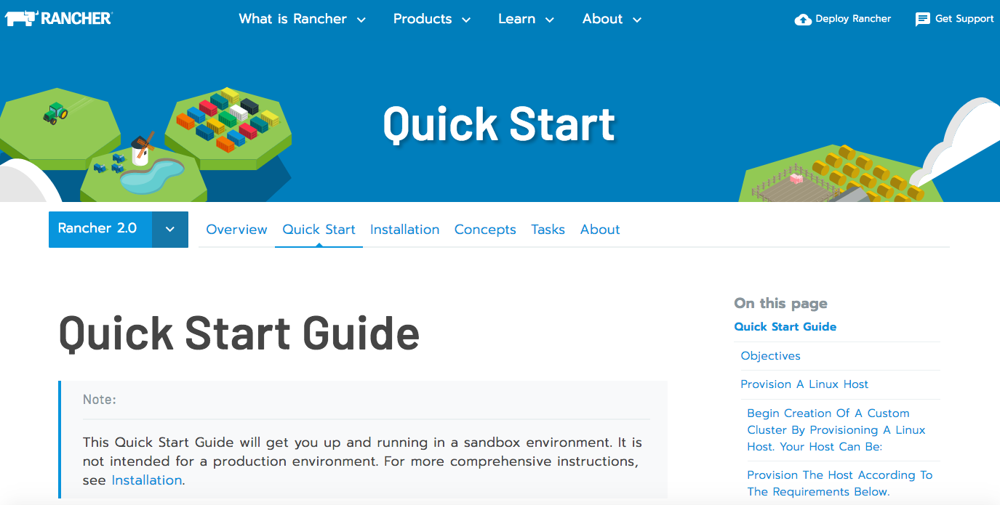 RANCHER
What is Rancher
Products
Learn
About
Deploy Rancher
Get Support
Quick Start
Rancher 2.0
Overview
Quick Start
Installation
Concepts
Tasks
About
Quick Start Guide
Note:
This Quick Start Guide will get you up and running in a sandbox environment. It is
not intended for a production environment. For more comprehensive instructions,
see Installation.
On this page
Quick Start Guide
Objectives
Provision A Linux Host
Begin Creation Of A Custom
Cluster By Provisioning A Linux
Host. Your Host Can Be:
Provision The Host According To
The Requirements Below.